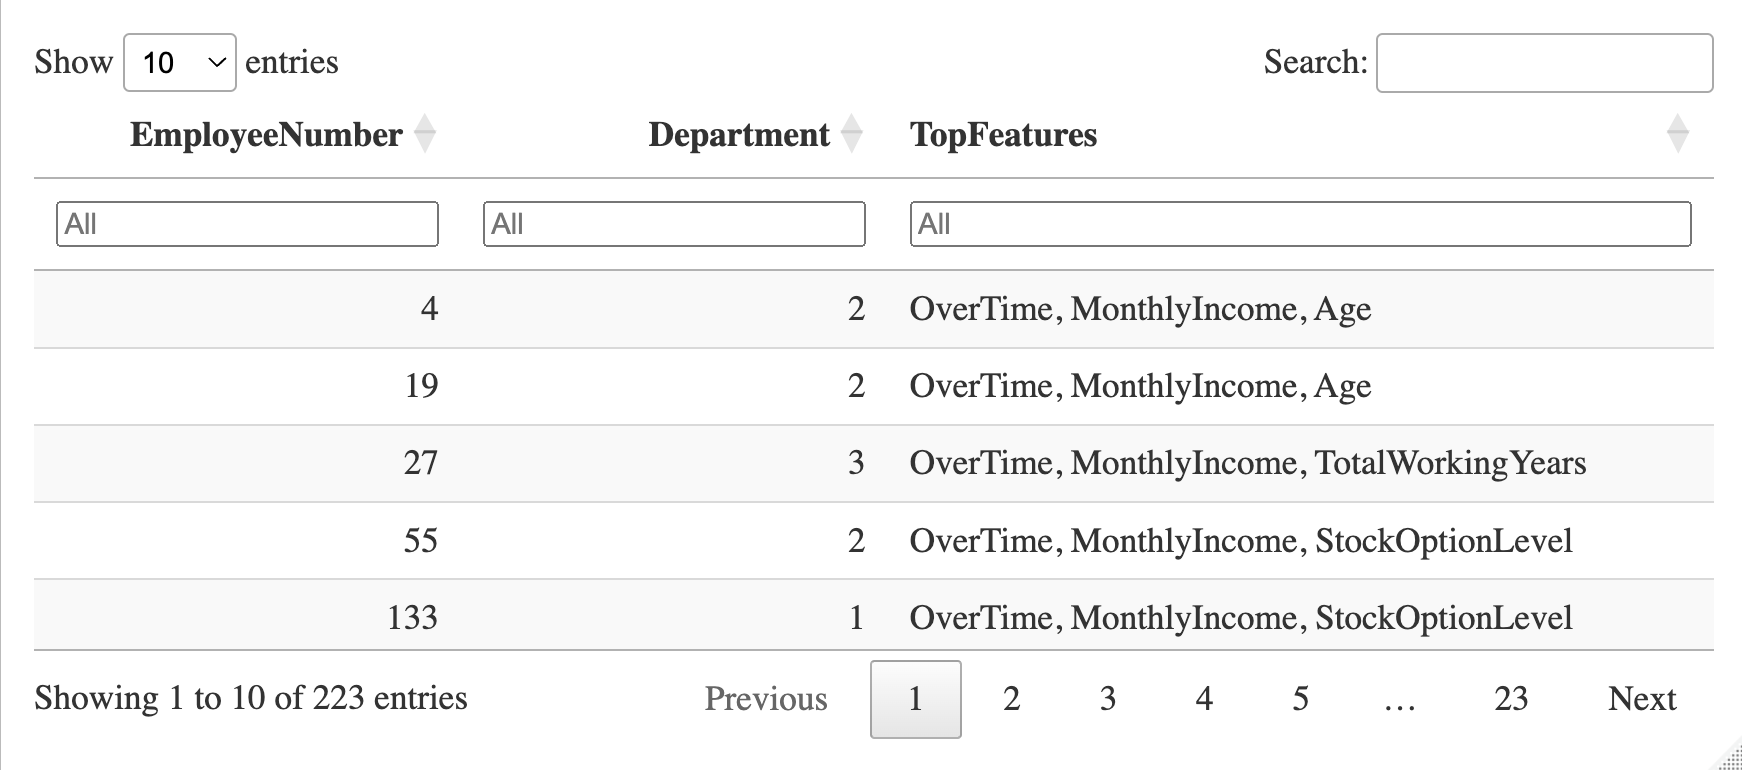 Show 10 entries Search:
EmployeeNumber Department TopFeatures
All All All
4 2 OverTime, MonthlyIncome, Age
19 2 OverTime, MonthlyIncome, Age
27 3 OverTime, MonthlyIncome, TotalWorkingYears
55 2 OverTime, MonthlyIncome, StockOptionLevel
133 1 OverTime, MonthlyIncome, StockOptionLevel
Showing 1 to 10 of 223 entries Previous 1 2 3 4 5 … 23 Next